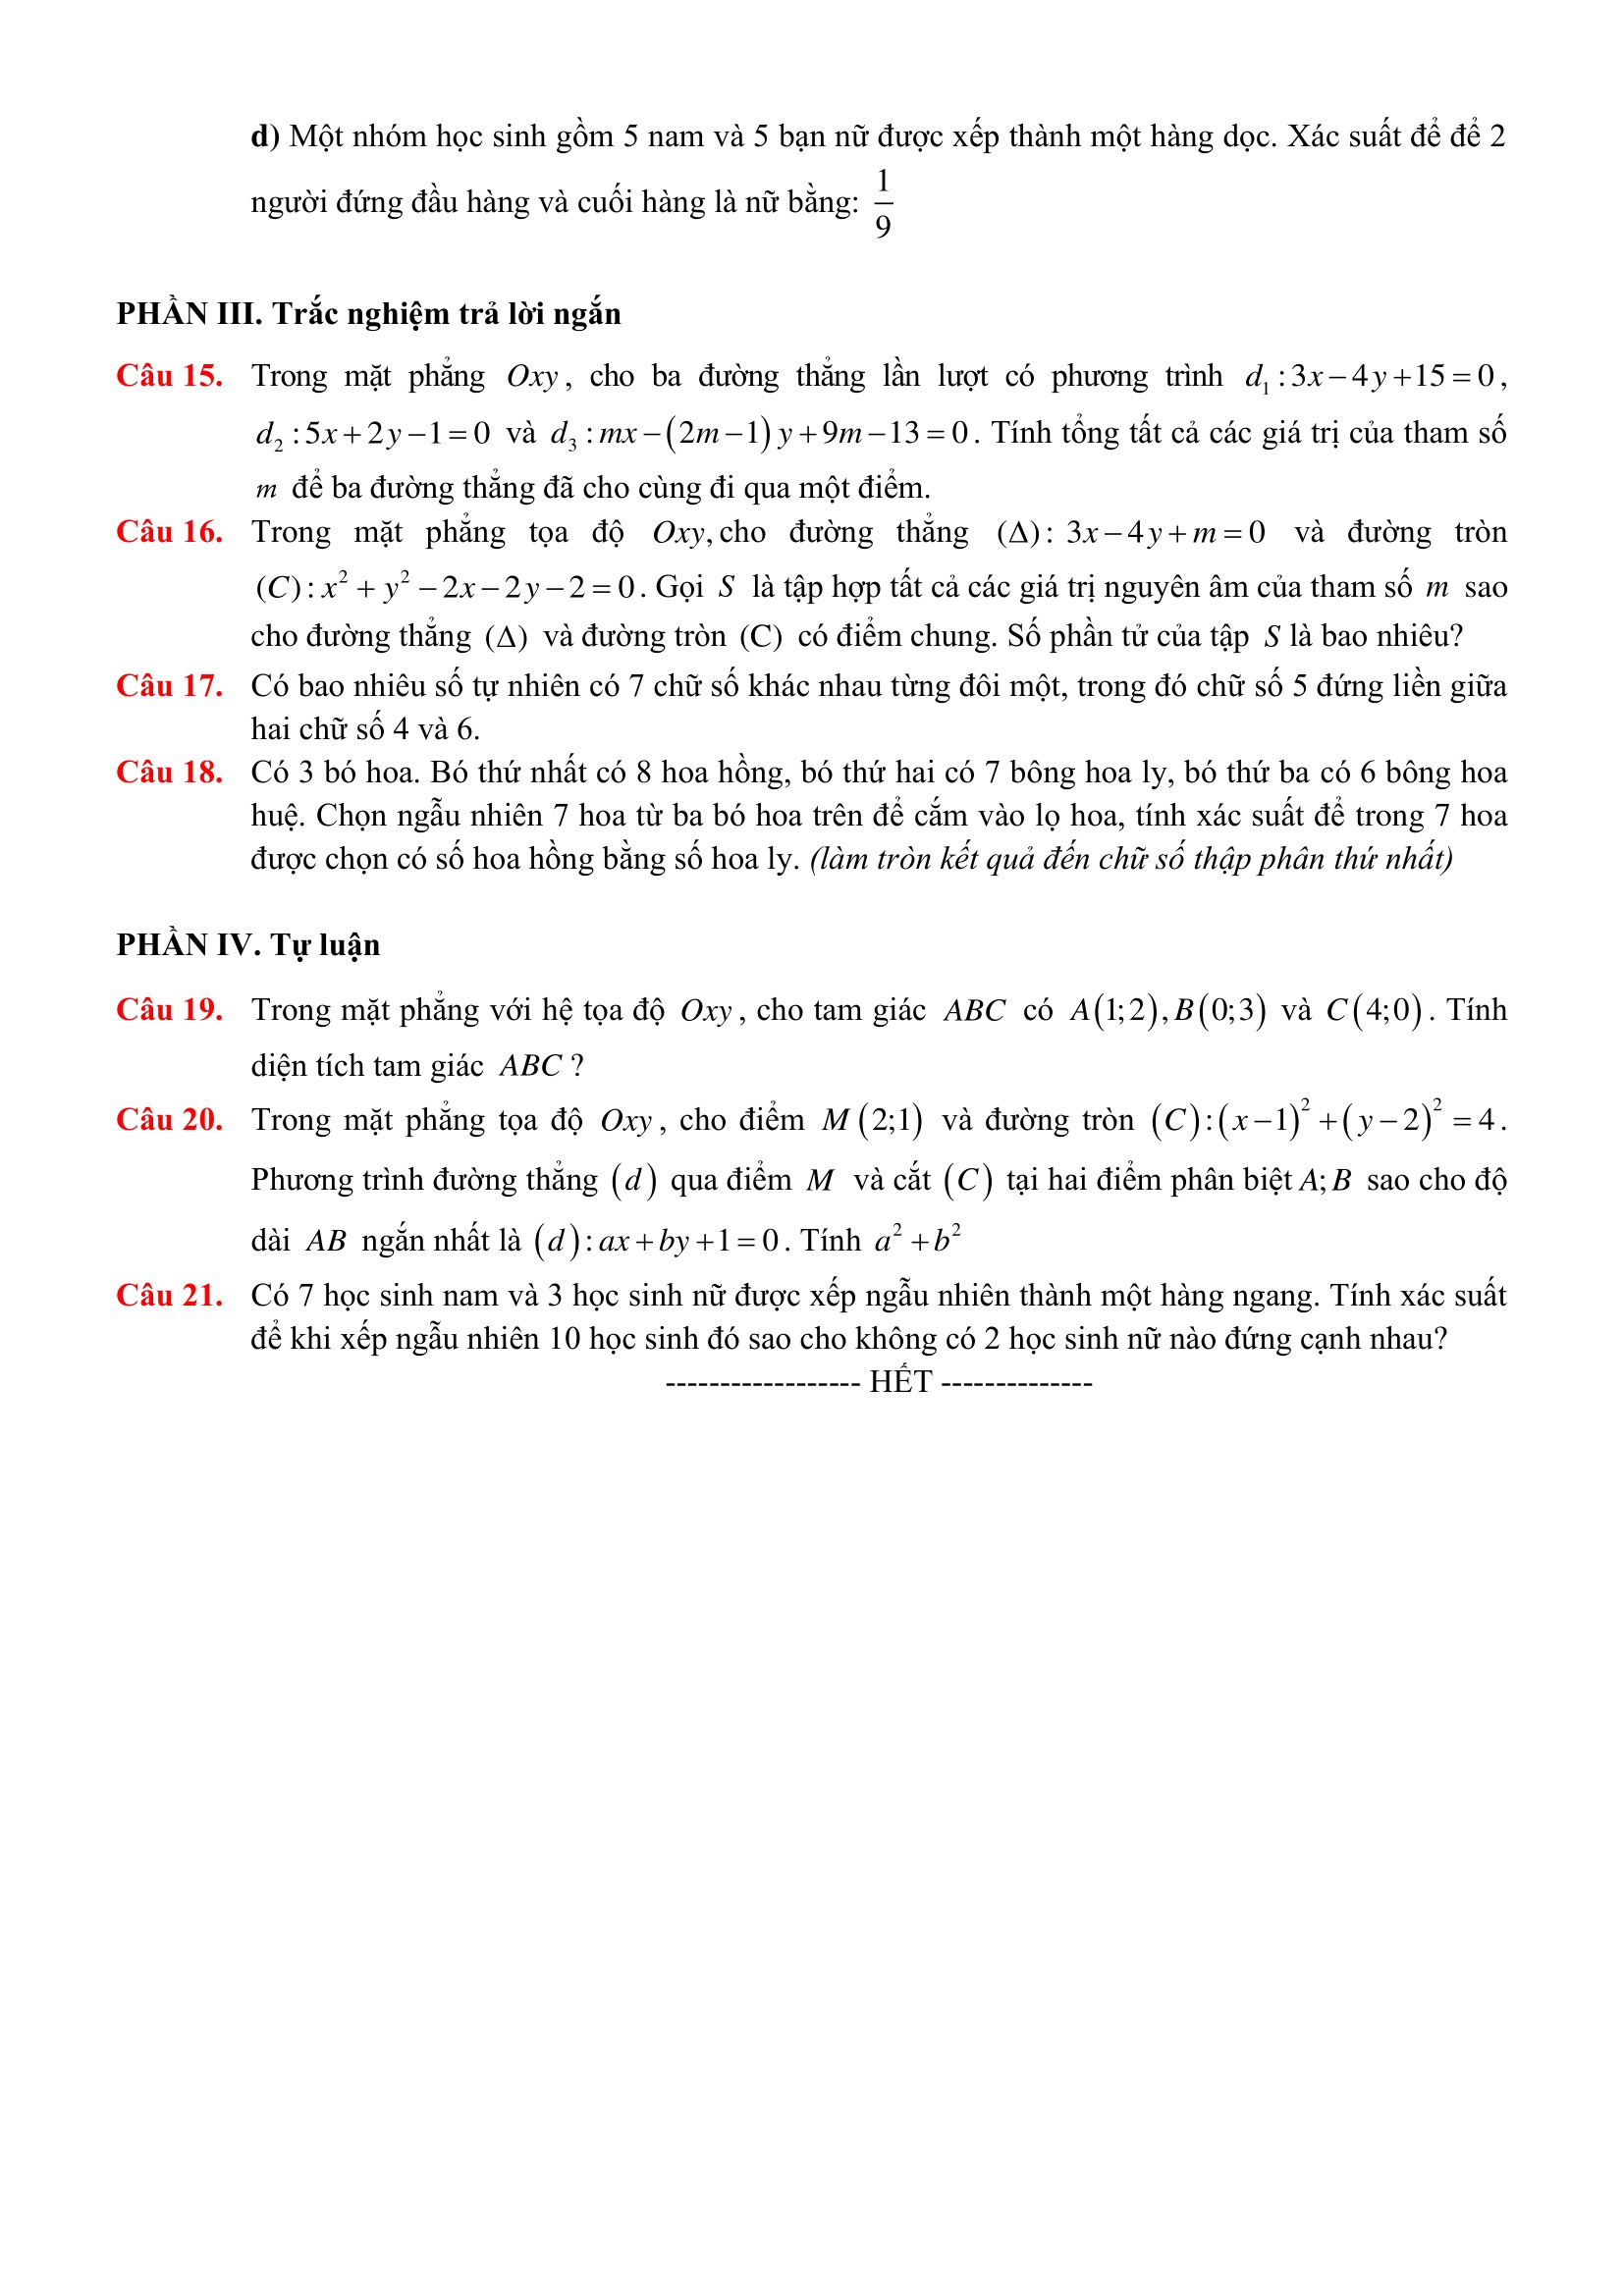 d) Một nhóm học sinh gồm 5 nam và 5 bạn nữ được xếp thành một hàng dọc. Xác suất để để 2
người đứng đầu hàng và cuối hàng là nữ bằng: 1/9
PHẦN III. Trắc nghiệm trả lời ngắn
Câu 15. Trong mặt phẳng Oxy, cho ba đường thẳng lần lượt có phương trình d₁ : 3x − 4y + 15 = 0,
d₂ : 5x + 2y − 1 = 0 và d₃ : mx − (2m − 1) y + 9m − 13 = 0. Tính tổng tất cả các giá trị của tham số
m để ba đường thẳng đã cho cùng đi qua một điểm.
Câu 16. Trong mặt phẳng tọa độ Oxy, cho đường thẳng (Δ): 3x − 4y + m = 0 và đường tròn
(C): x² + y² − 2x − 2y − 2 = 0. Gọi S là tập hợp tất cả các giá trị nguyên âm của tham số m sao
cho đường thẳng (Δ) và đường tròn (C) có điểm chung. Số phần tử của tập S là bao nhiêu?
Câu 17. Có bao nhiêu số tự nhiên có 7 chữ số khác nhau từng đôi một, trong đó chữ số 5 đứng liền giữa
hai chữ số 4 và 6.
Câu 18. Có 3 bó hoa. Bó thứ nhất có 8 hoa hồng, bó thứ hai có 7 bông hoa ly, bó thứ ba có 6 bông hoa
huệ. Chọn ngẫu nhiên 7 hoa từ ba bó hoa trên để cắm vào lọ hoa, tính xác suất để trong 7 hoa
được chọn có số hoa hồng bằng số hoa ly. (làm tròn kết quả đến chữ số thập phân thứ nhất)
PHẦN IV. Tự luận
Câu 19. Trong mặt phẳng với hệ tọa độ Oxy, cho tam giác ABC có A(1;2), B(0;3) và C(4;0). Tính
diện tích tam giác ABC ?
Câu 20. Trong mặt phẳng tọa độ Oxy, cho điểm M(2;1) và đường tròn (C): (x − 1)² + (y − 2)² = 4.
Phương trình đường thẳng (d) qua điểm M và cắt (C) tại hai điểm phân biệt A; B sao cho độ
dài AB ngắn nhất là (d): ax + by + 1 = 0. Tính a² + b²
Câu 21. Có 7 học sinh nam và 3 học sinh nữ được xếp ngẫu nhiên thành một hàng ngang. Tính xác suất
để khi xếp ngẫu nhiên 10 học sinh đó sao cho không có 2 học sinh nữ nào đứng cạnh nhau?
------------------ HẾT --------------